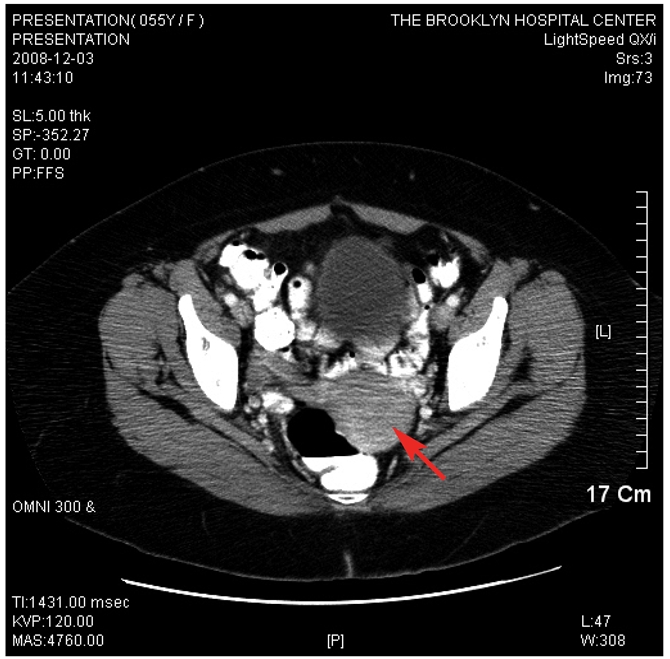 PRESENTATION( 055Y / F )
PRESENTATION
2008-12-03
11:43:10
THE BROOKLYN HOSPITAL CENTER
LightSpeed QX/i
Srs:3
Img:73
SL:5.00 thk
SP:-352.27
GT: 0.00
PP:FFS
[L]
17 Cm
OMNI 300 &
TI:1431.00 msec
KVP:120.00
MAS:4760.00
[P]
L:47
W:308